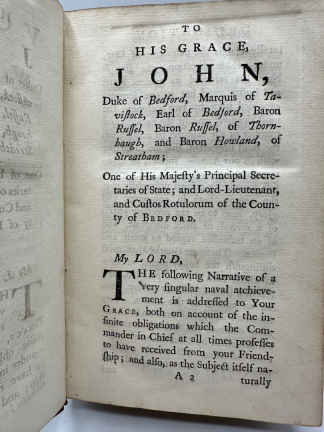 TO
HIS GRACE,
JOHN,
Duke of Bedford, Marquis of Ta-
viſtock, Earl of Bedford, Baron
Ruſſel, Baron Ruſſel, of Thorn-
haugh, and Baron Howland, of
Streatham;
One of His Majeſty's Principal Secre-
taries of State; and Lord-Lieutenant,
and Cuſtos Rotulorum of the Coun-
ty of BEDFORD.
My LORD,
THE following Narrative of a
very ſingular naval atchieve-
ment is addreſſed to Your
GRACE, both on account of the in-
finite obligations which the Com-
mander in Chief at all times profeſſes
to have received from your Friend-
ſhip; and alſo, as the Subject itſelf na-
A 2 turally